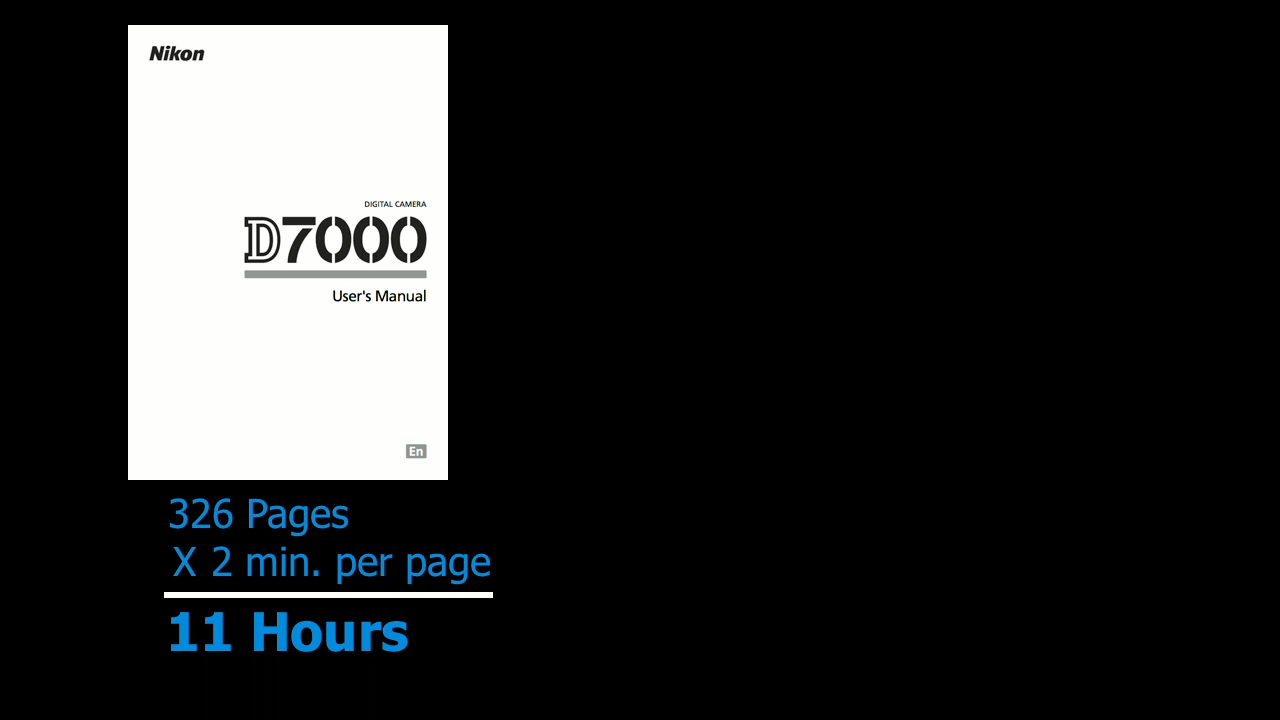 Nikon
DIGITAL CAMERA
D7000
User's Manual
En
326 Pages
X 2 min. per page
11 Hours